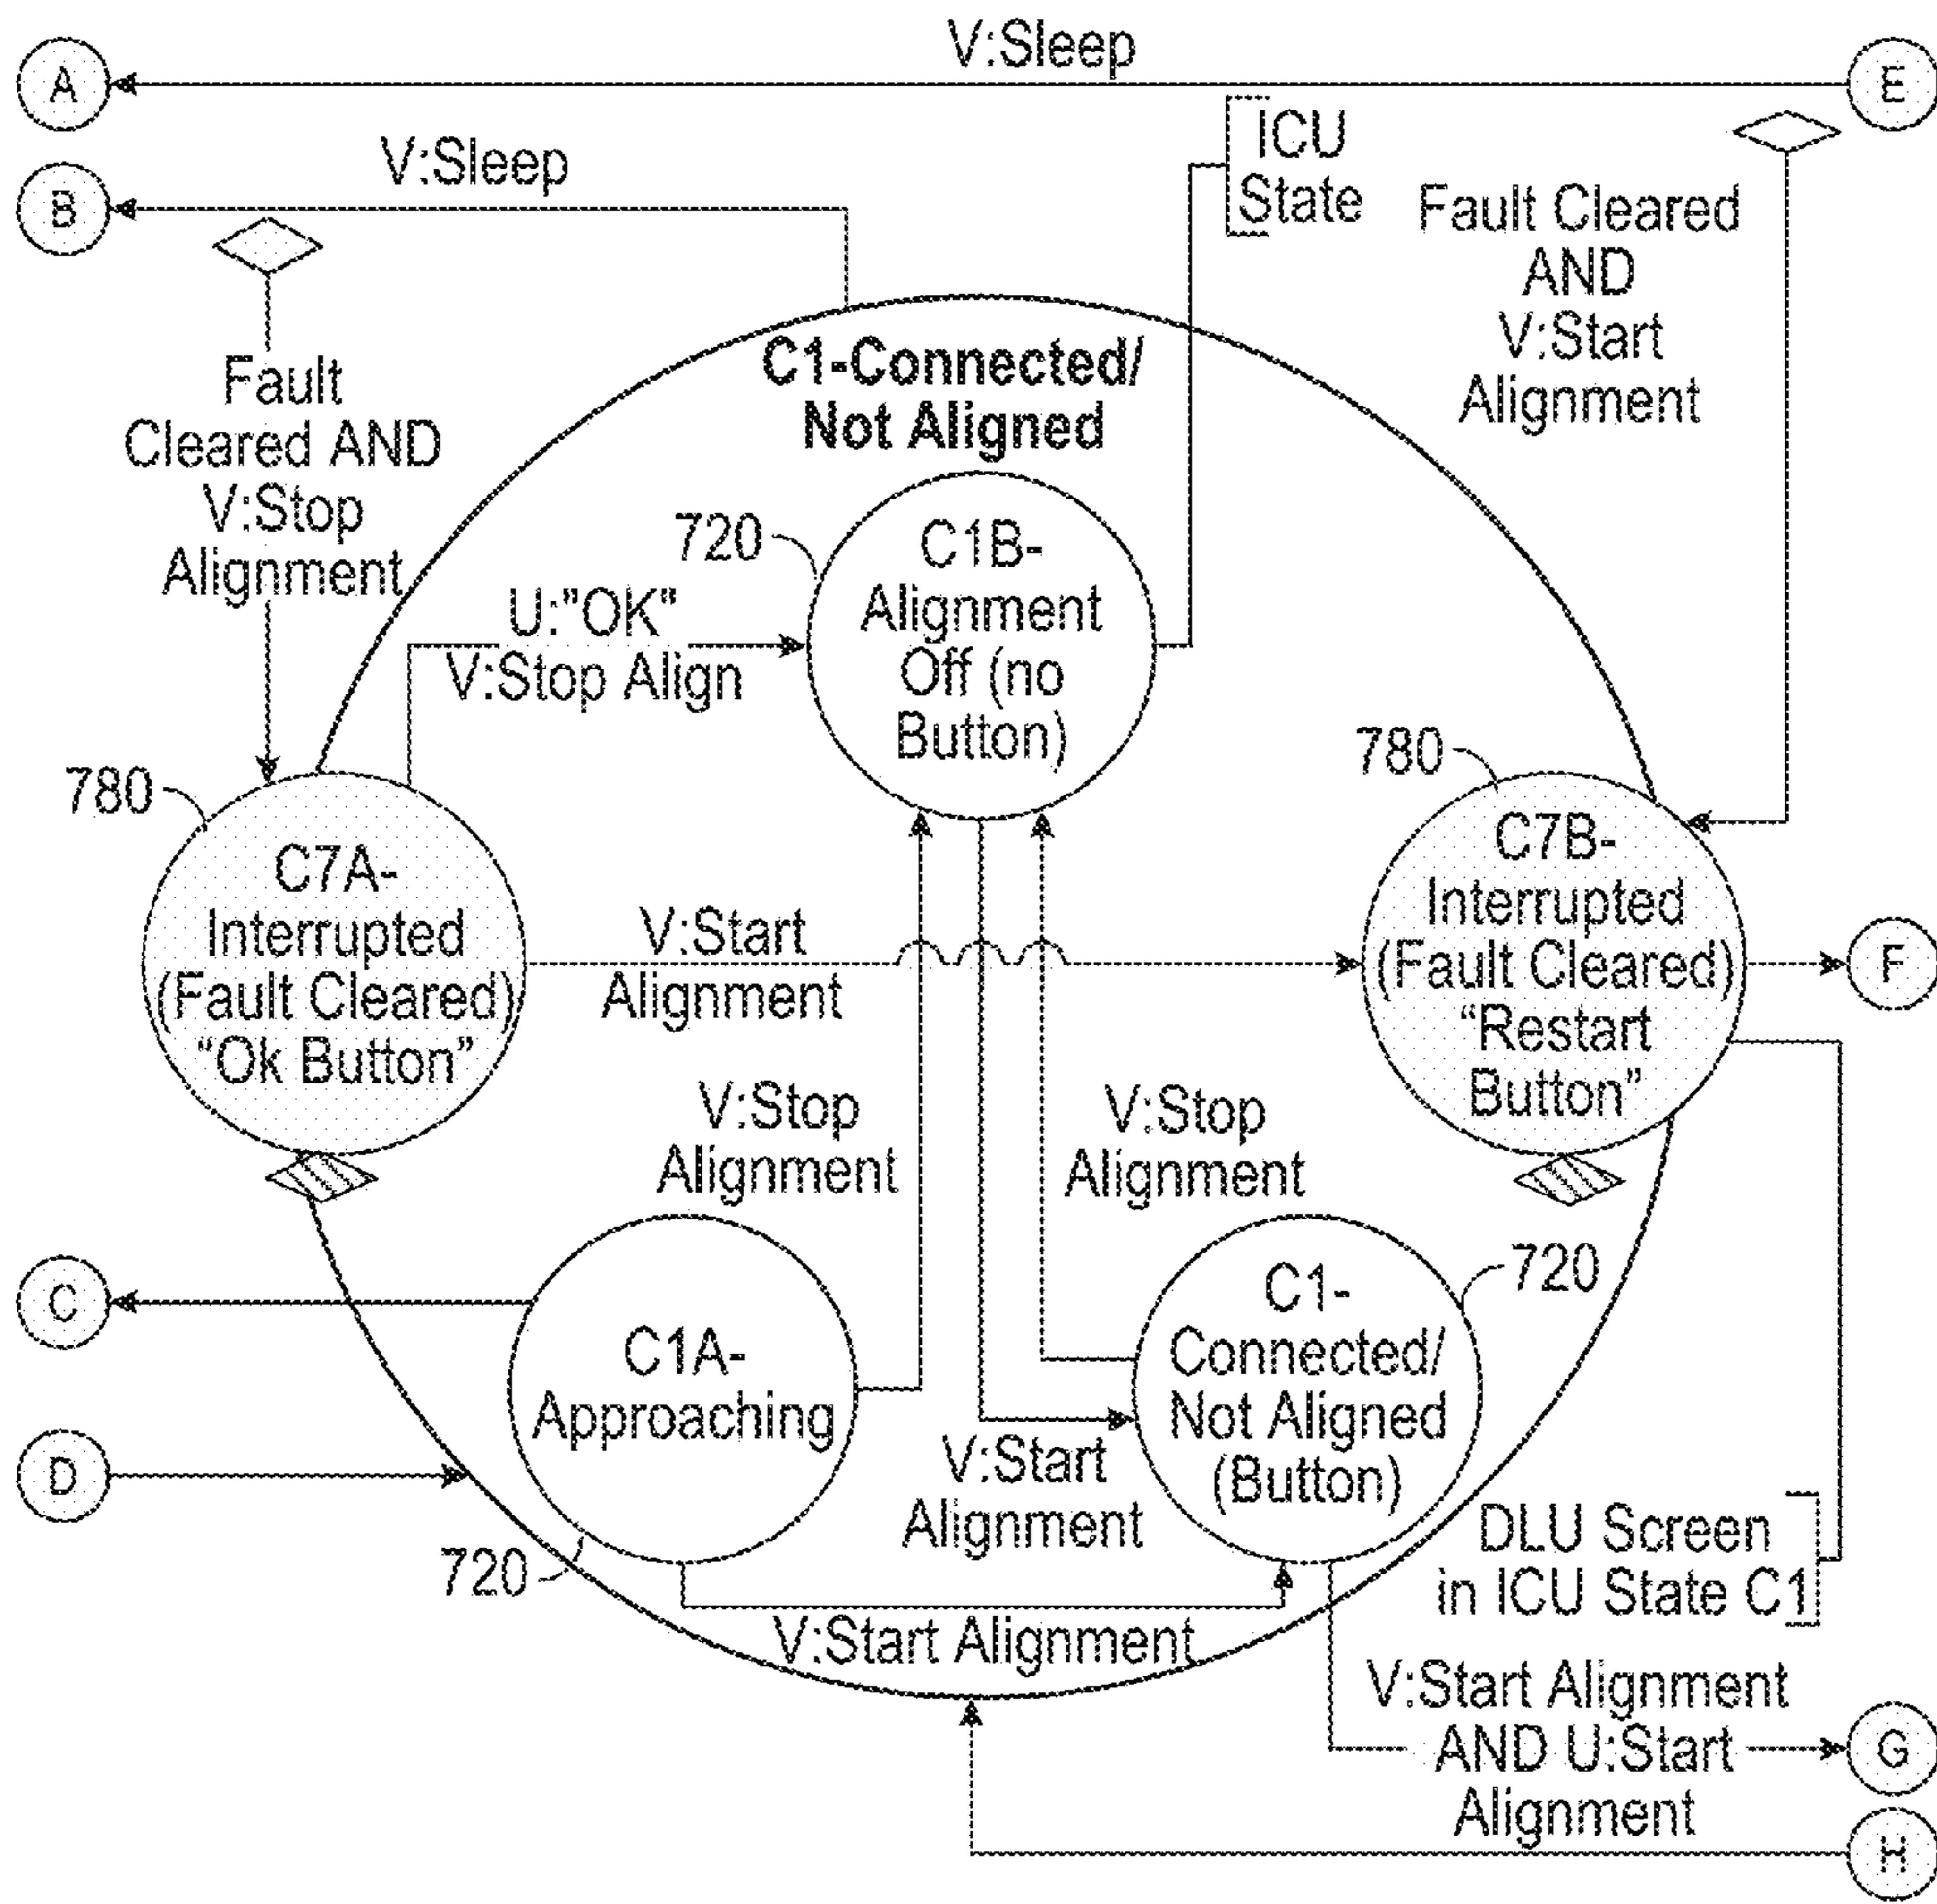 V:Sleep
A
E
V:Sleep
B
ICU
State
Fault Cleared
AND
V:Start
Alignment
Fault
Cleared AND
V:Stop
Alignment
C1-Connected/
Not Aligned
720
C1B-
Alignment
Off (no
Button)
U:"OK"
V:Stop Align
780
C7A-
Interrupted
(Fault Cleared)
“Ok Button”
V:Start
Alignment
780
C7B-
Interrupted
(Fault Cleared)
“Restart
Button”
F
V:Stop
Alignment
V:Stop
Alignment
C
C1A-
Approaching
720
C1-
Connected/
Not Aligned
(Button)
720
D
V:Start
Alignment
V:Start Alignment
DLU Screen
in ICU State C1
V:Start Alignment
AND U:Start
Alignment
G
H